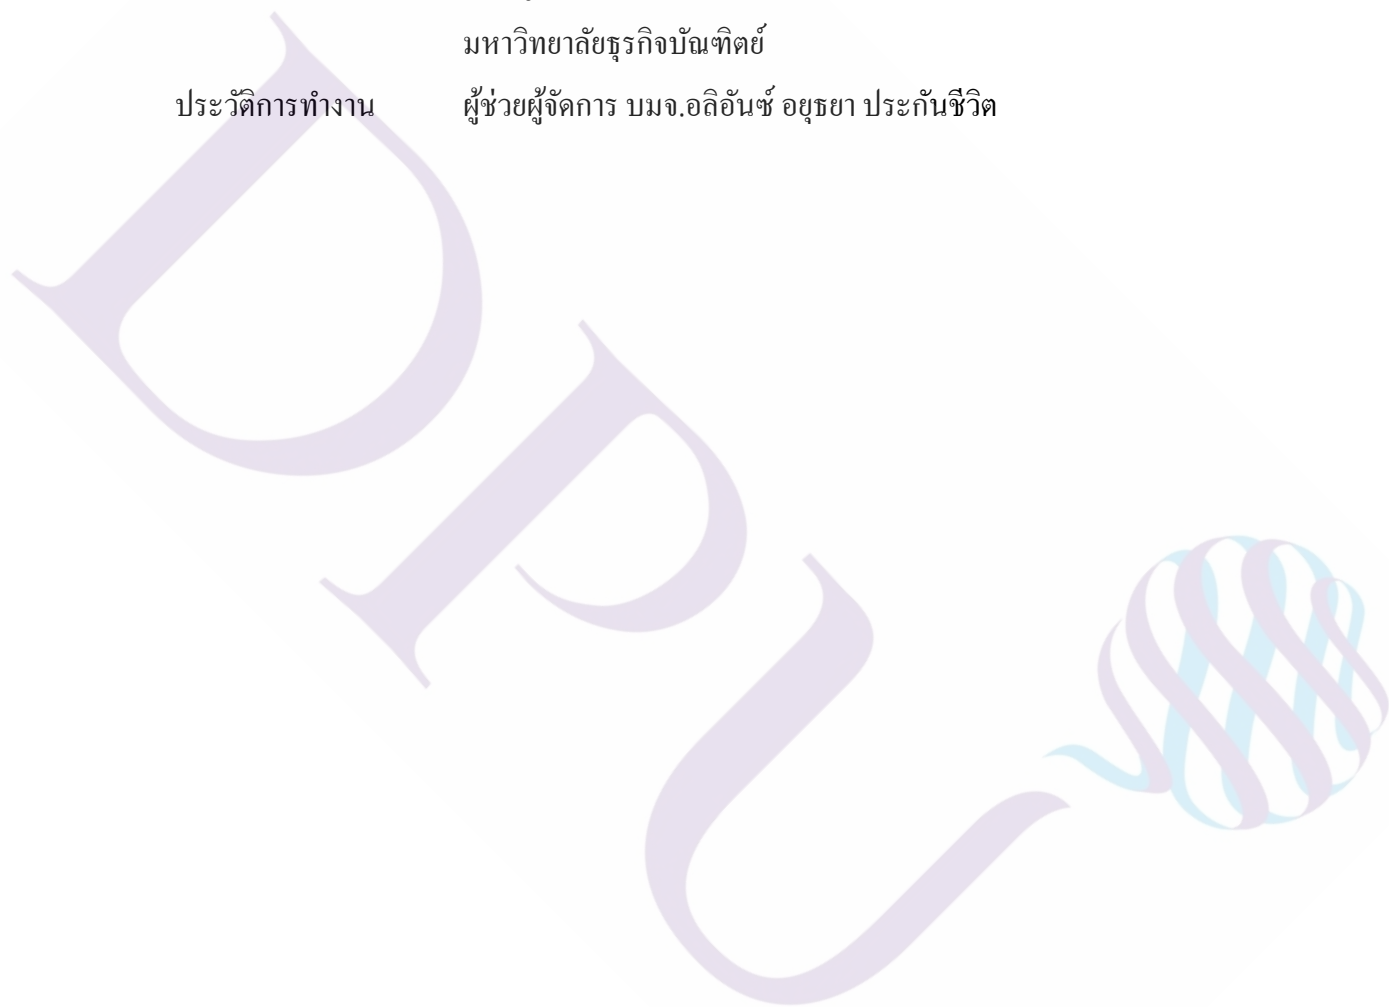 มหาวิทยาลัยธุรกิจบัณฑิตย์
ประวัติการทำงาน ผู้ช่วยผู้จัดการ บมจ.อลิอันซ์ อยุธยา ประกันชีวิต
DPU